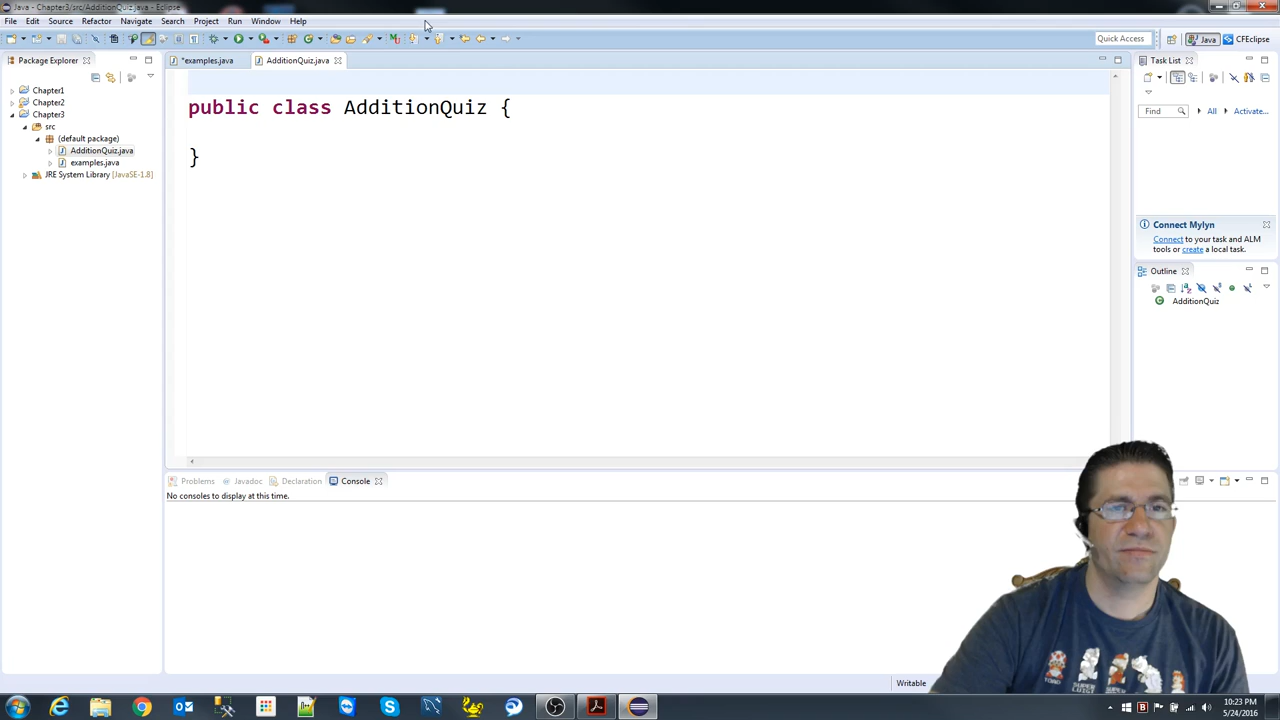 Java - Chapter3/src/AdditionQuiz.java - Eclipse
File Edit Source Refactor Navigate Search Project Run Window Help
Quick Access
Java
CFEclipse
Package Explorer
*examples.java
AdditionQuiz.java
Task List
Chapter1
Chapter2
Chapter3
src
(default package)
AdditionQuiz.java
examples.java
JRE System Library [JavaSE-1.8]
public class AdditionQuiz {
}
Find
All
Activate...
Connect Mylyn
Connect to your task and ALM
tools or create a local task.
Outline
AdditionQuiz
Problems
Javadoc
Declaration
Console
No consoles to display at this time.
Writable
SUPER
LUIGI
10:23 PM
5/24/2016